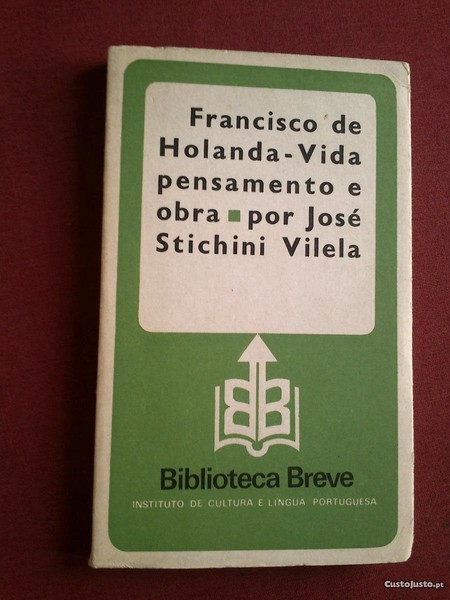 Francisco de
Holanda-Vida
pensamento e
obra ▪ por José
Stichini Vilela
BB
Biblioteca Breve
INSTITUTO DE CULTURA E LÍNGUA PORTUGUESA
CustoJusto.pt